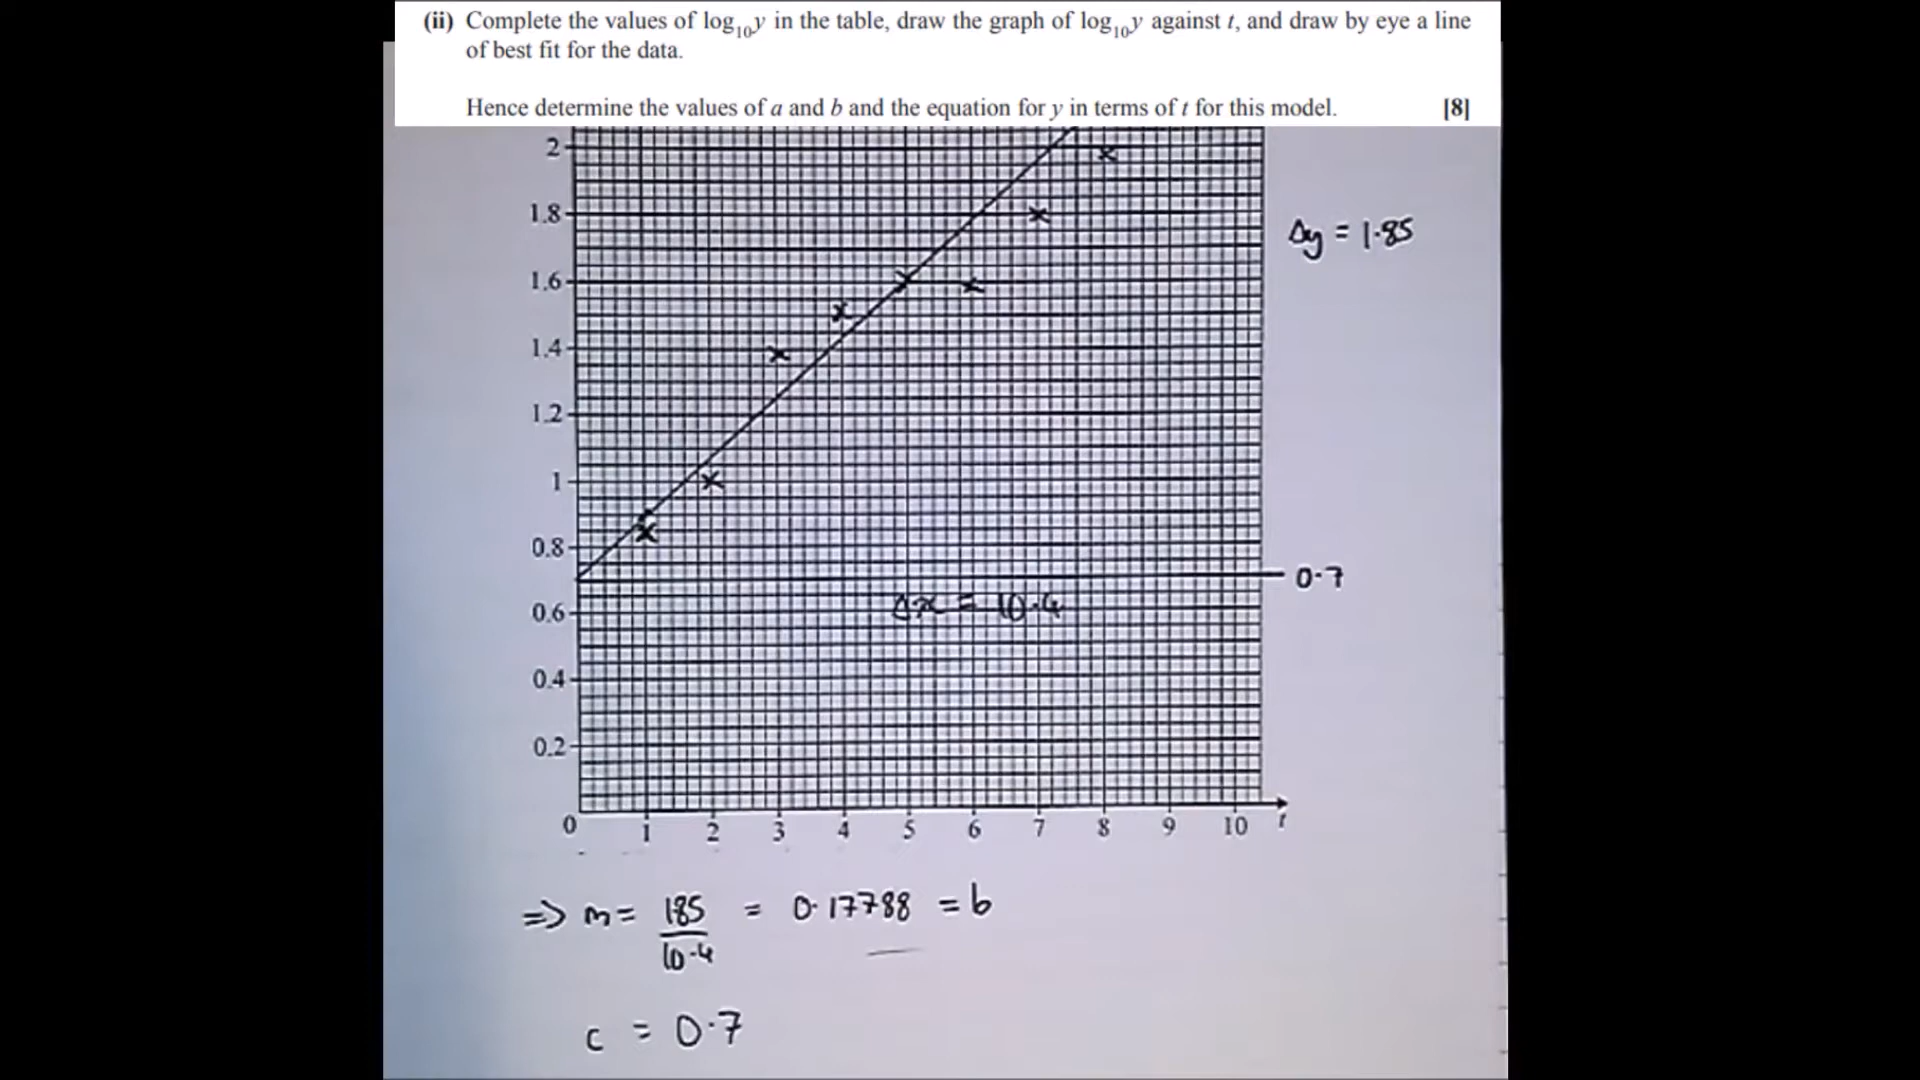 (ii) Complete the values of log₁₀y in the table, draw the graph of log₁₀y against t, and draw by eye a line
of best fit for the data.
Hence determine the values of a and b and the equation for y in terms of t for this model. [8]
2
1.8
Δy = 1.85
1.6
1.4
1.2
1
0.8
0.7
0.6
Δx = 10.4
0.4
0.2
0 1 2 3 4 5 6 7 8 9 10 t
=> m = 185/10.4 = 0.17788 = b
c = 0.7